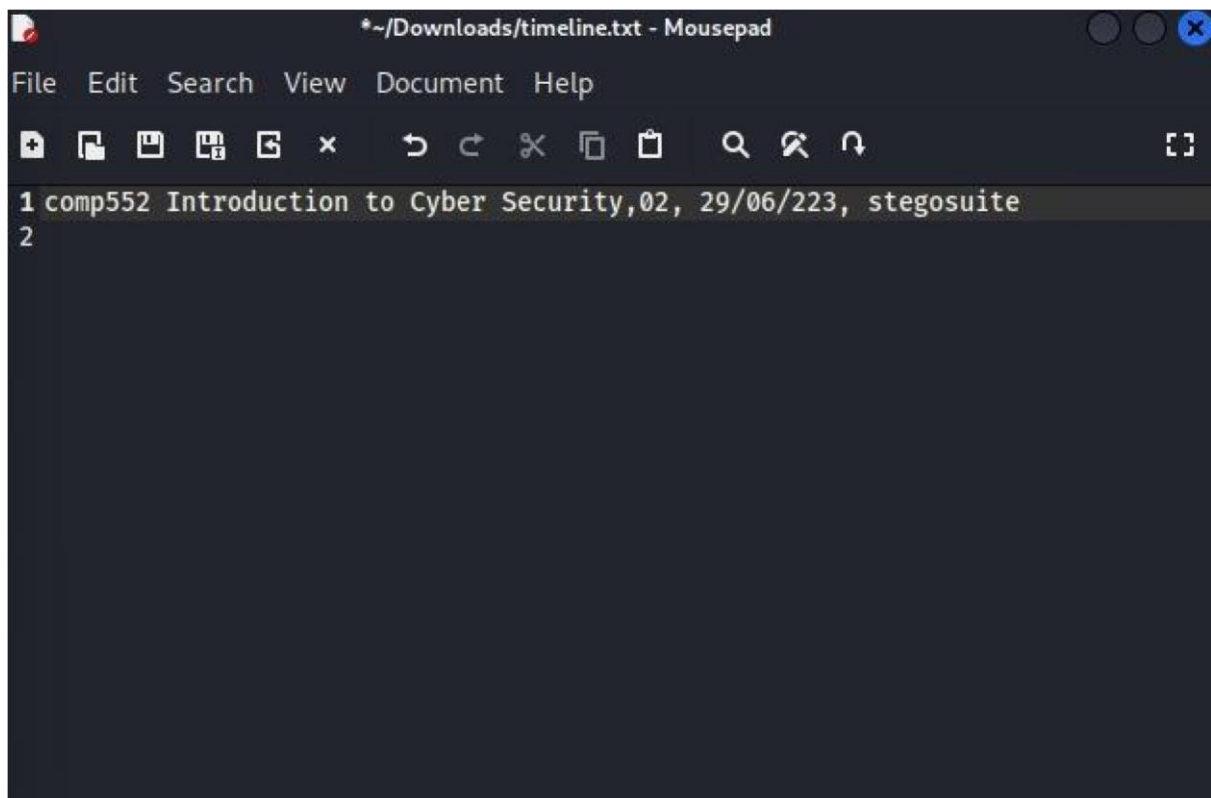 *~/Downloads/timeline.txt - Mousepad
File Edit Search View Document Help
1 comp552 Introduction to Cyber Security,02, 29/06/223, stegosuite
2